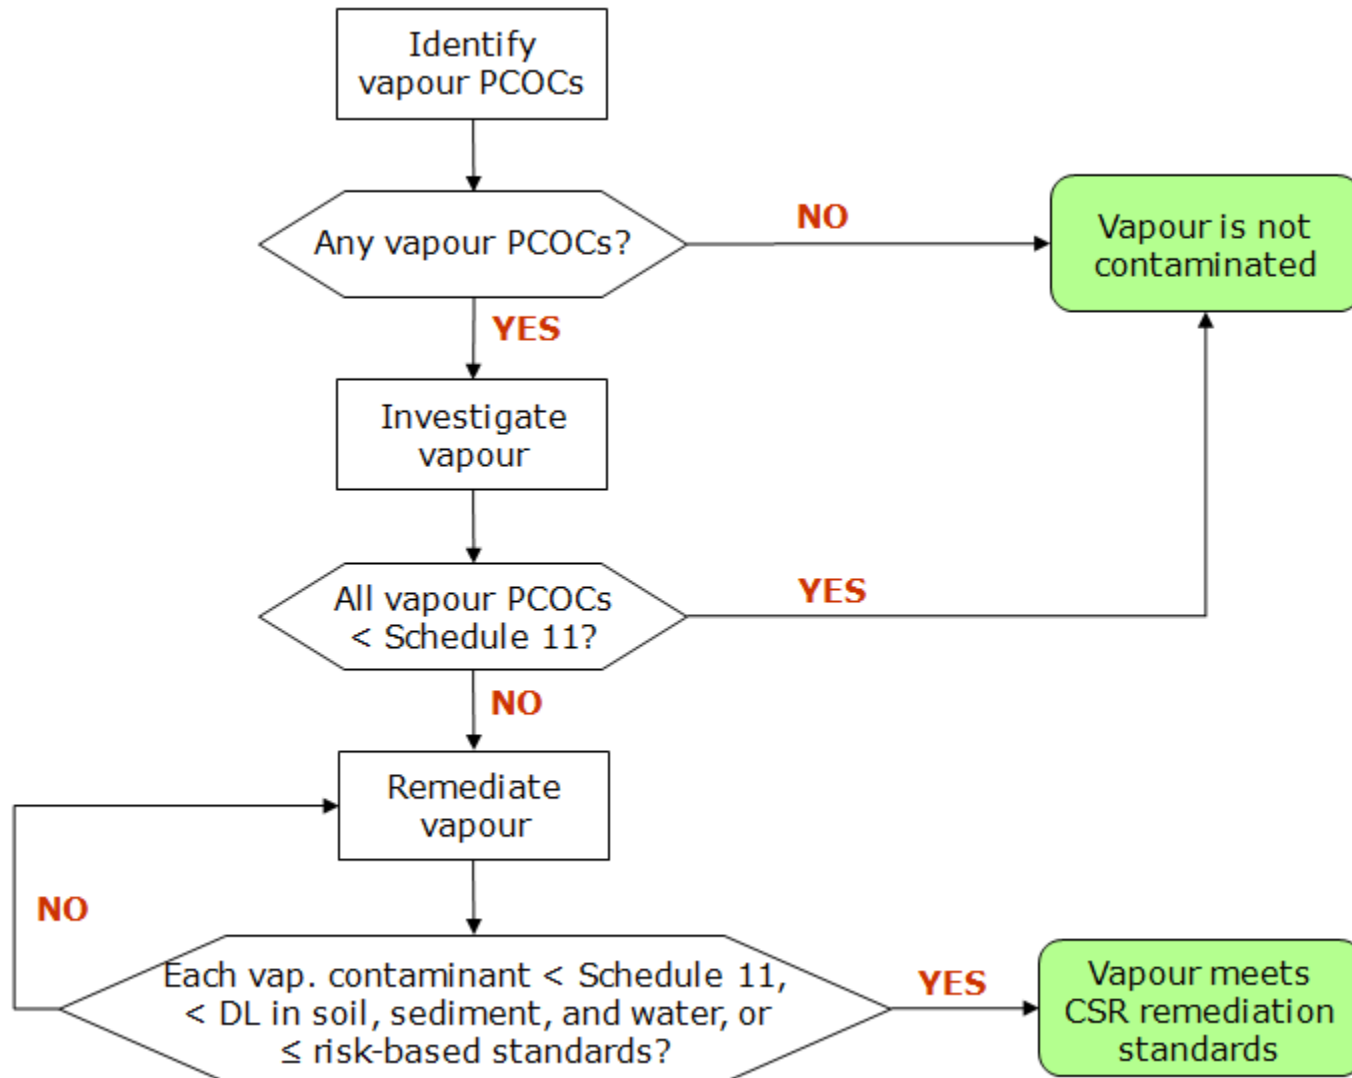 Identify
vapour PCOCs
Any vapour PCOCs?
NO
Vapour is not
contaminated
YES
Investigate
vapour
All vapour PCOCs
< Schedule 11?
YES
NO
Remediate
vapour
NO
Each vap. contaminant < Schedule 11,
< DL in soil, sediment, and water, or
≤ risk-based standards?
YES
Vapour meets
CSR remediation
standards